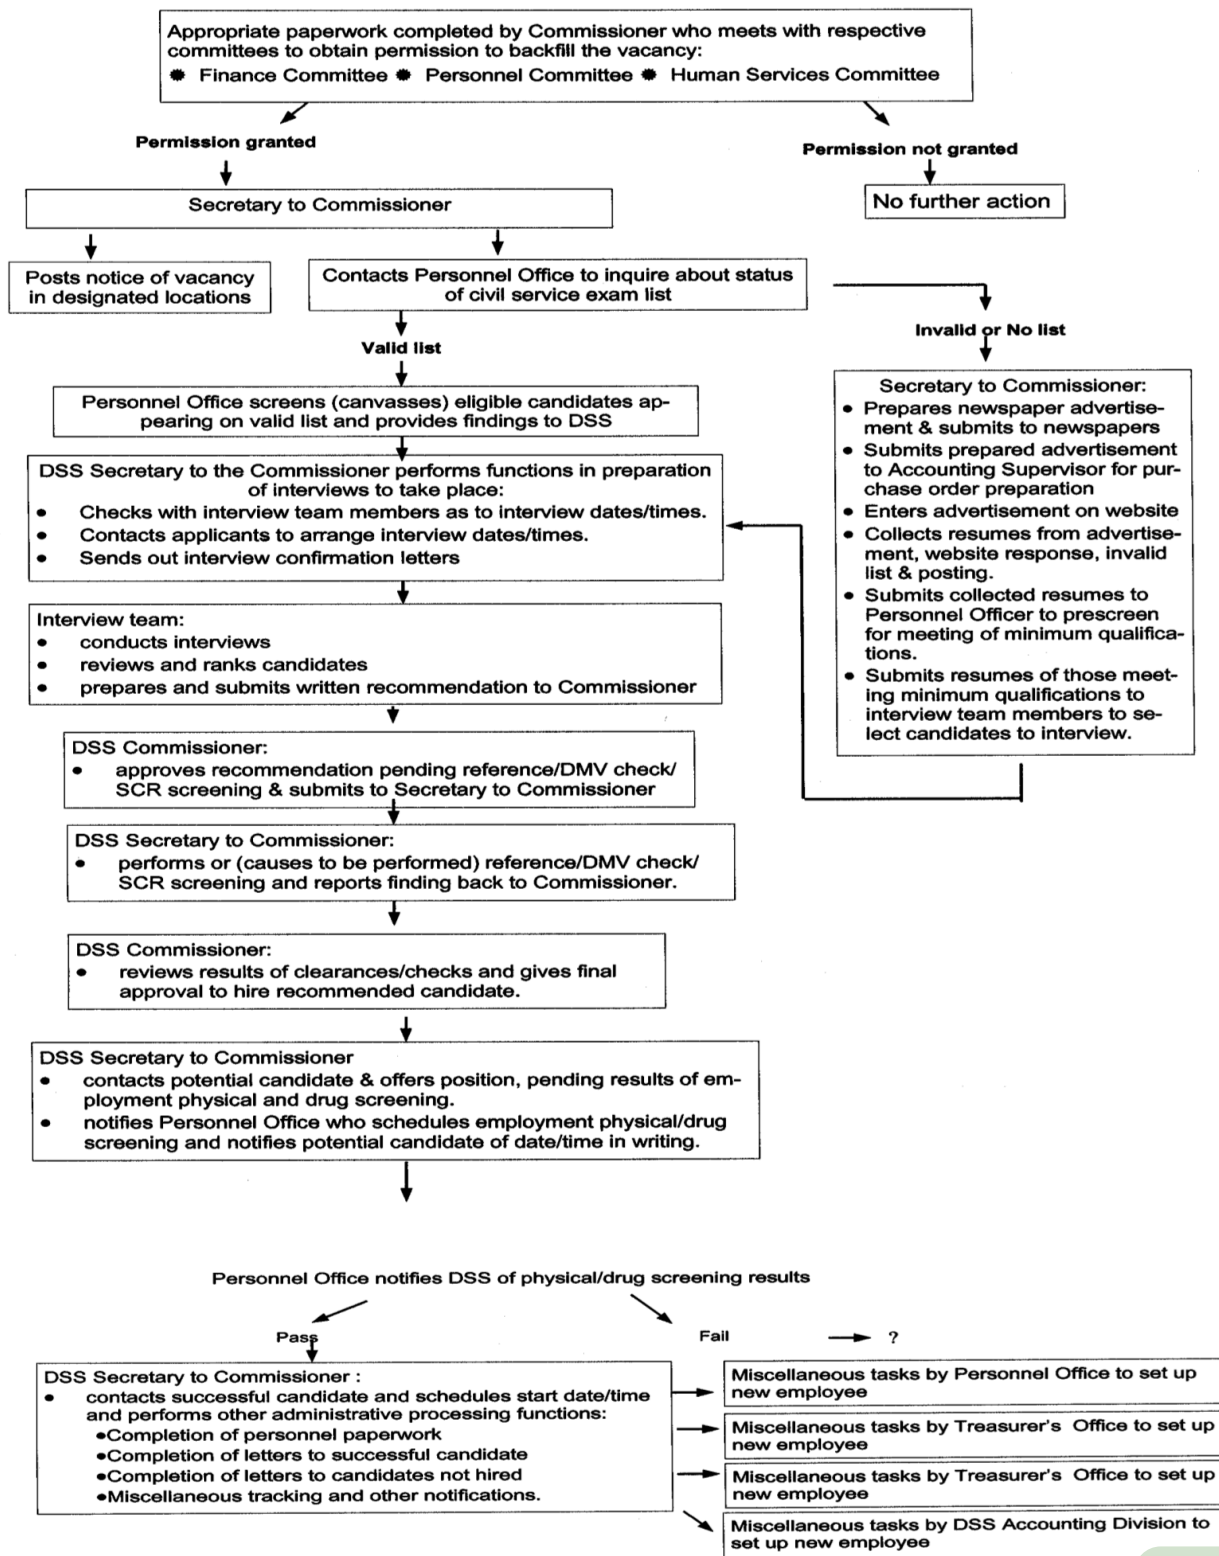 Appropriate paperwork completed by Commissioner who meets with respective
committees to obtain permission to backfill the vacancy:
✹ Finance Committee ✹ Personnel Committee ✹ Human Services Committee
Permission granted
Permission not granted
Secretary to Commissioner
No further action
Posts notice of vacancy
in designated locations
Contacts Personnel Office to inquire about status
of civil service exam list
Valid list
Invalid or No list
Personnel Office screens (canvasses) eligible candidates ap-
pearing on valid list and provides findings to DSS
DSS Secretary to the Commissioner performs functions in preparation
of interviews to take place:
• Checks with interview team members as to interview dates/times.
• Contacts applicants to arrange interview dates/times.
• Sends out interview confirmation letters
Secretary to Commissioner:
• Prepares newspaper advertise-
ment & submits to newspapers
• Submits prepared advertisement
to Accounting Supervisor for pur-
chase order preparation
• Enters advertisement on website
• Collects resumes from advertise-
ment, website response, invalid
list & posting.
• Submits collected resumes to
Personnel Officer to prescreen
for meeting of minimum qualifica-
tions.
• Submits resumes of those meet-
ing minimum qualifications to
interview team members to se-
lect candidates to interview.
Interview team:
• conducts interviews
• reviews and ranks candidates
• prepares and submits written recommendation to Commissioner
DSS Commissioner:
• approves recommendation pending reference/DMV check/
SCR screening & submits to Secretary to Commissioner
DSS Secretary to Commissioner:
• performs or (causes to be performed) reference/DMV check/
SCR screening and reports finding back to Commissioner.
DSS Commissioner:
• reviews results of clearances/checks and gives final
approval to hire recommended candidate.
DSS Secretary to Commissioner
• contacts potential candidate & offers position, pending results of em-
ployment physical and drug screening.
• notifies Personnel Office who schedules employment physical/drug
screening and notifies potential candidate of date/time in writing.
Personnel Office notifies DSS of physical/drug screening results
Pass
Fail
?
DSS Secretary to Commissioner :
• contacts successful candidate and schedules start date/time
and performs other administrative processing functions:
•Completion of personnel paperwork
•Completion of letters to successful candidate
•Completion of letters to candidates not hired
•Miscellaneous tracking and other notifications.
Miscellaneous tasks by Personnel Office to set up
new employee
Miscellaneous tasks by Treasurer's Office to set up
new employee
Miscellaneous tasks by Treasurer's Office to set up
new employee
Miscellaneous tasks by DSS Accounting Division to
set up new employee